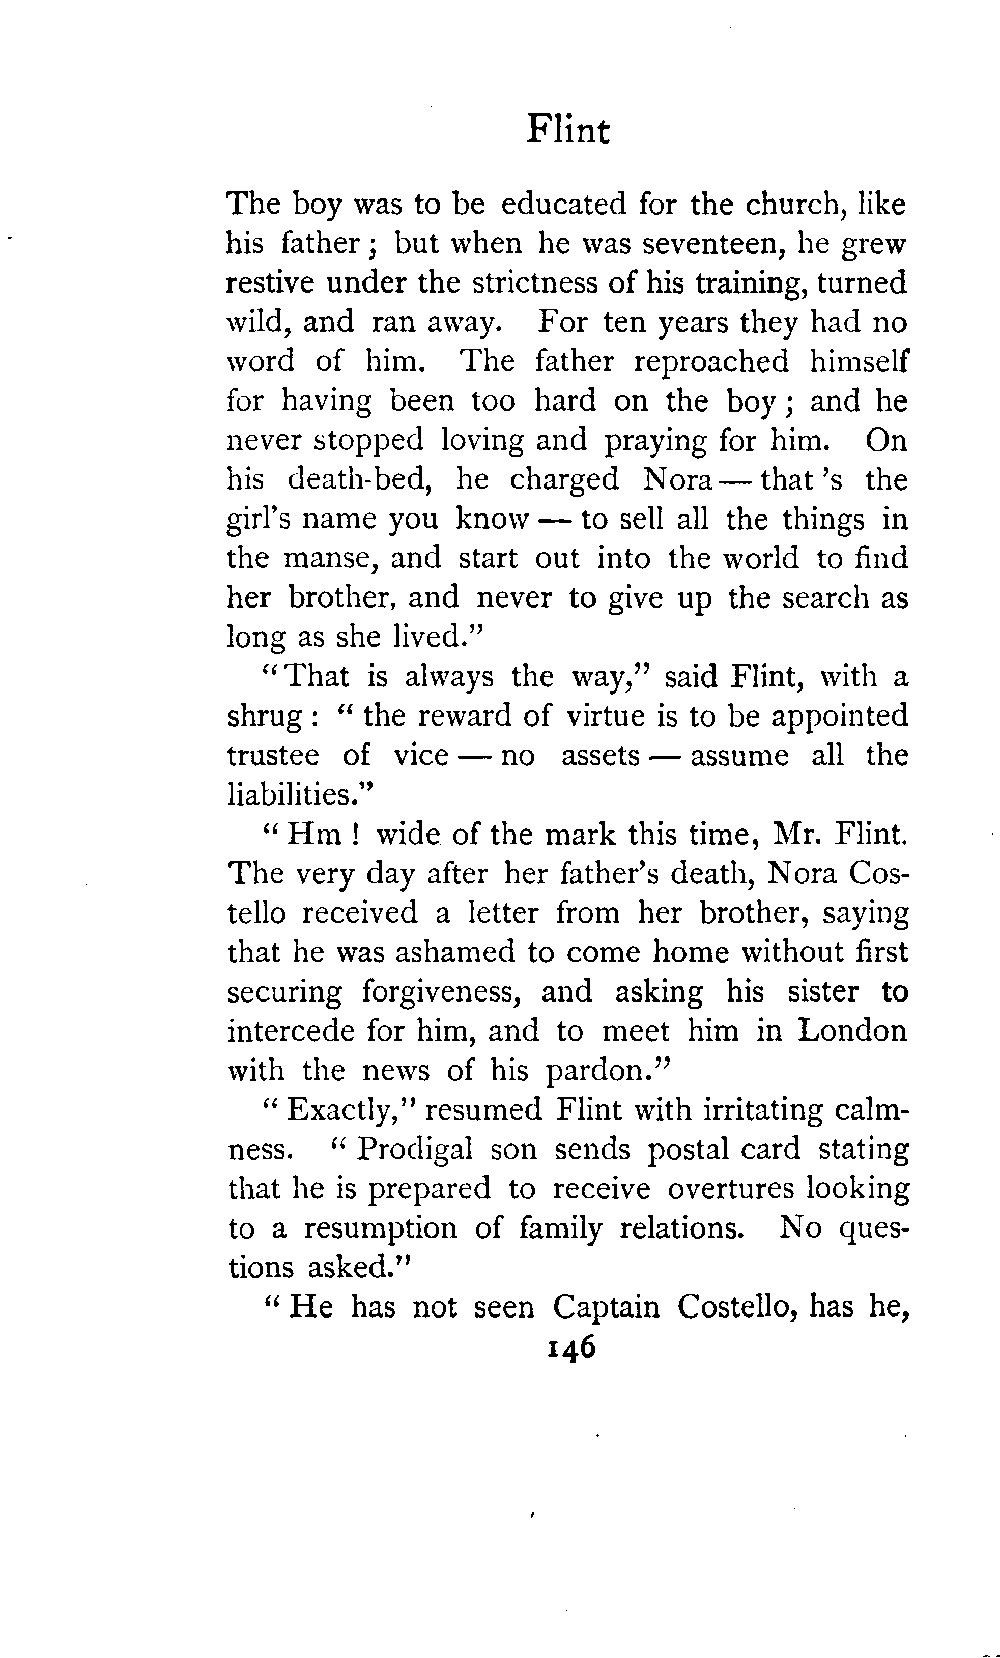 Flint
The boy was to be educated for the church, like
his father ; but when he was seventeen, he grew
restive under the strictness of his training, turned
wild, and ran away. For ten years they had no
word of him. The father reproached himself
for having been too hard on the boy ; and he
never stopped loving and praying for him. On
his death-bed, he charged Nora — that 's the
girl's name you know — to sell all the things in
the manse, and start out into the world to find
her brother, and never to give up the search as
long as she lived."
"That is always the way," said Flint, with a
shrug : " the reward of virtue is to be appointed
trustee of vice — no assets — assume all the
liabilities."
" Hm ! wide of the mark this time, Mr. Flint.
The very day after her father's death, Nora Cos-
tello received a letter from her brother, saying
that he was ashamed to come home without first
securing forgiveness, and asking his sister to
intercede for him, and to meet him in London
with the news of his pardon."
" Exactly," resumed Flint with irritating calm-
ness. " Prodigal son sends postal card stating
that he is prepared to receive overtures looking
to a resumption of family relations. No ques-
tions asked."
" He has not seen Captain Costello, has he,
146